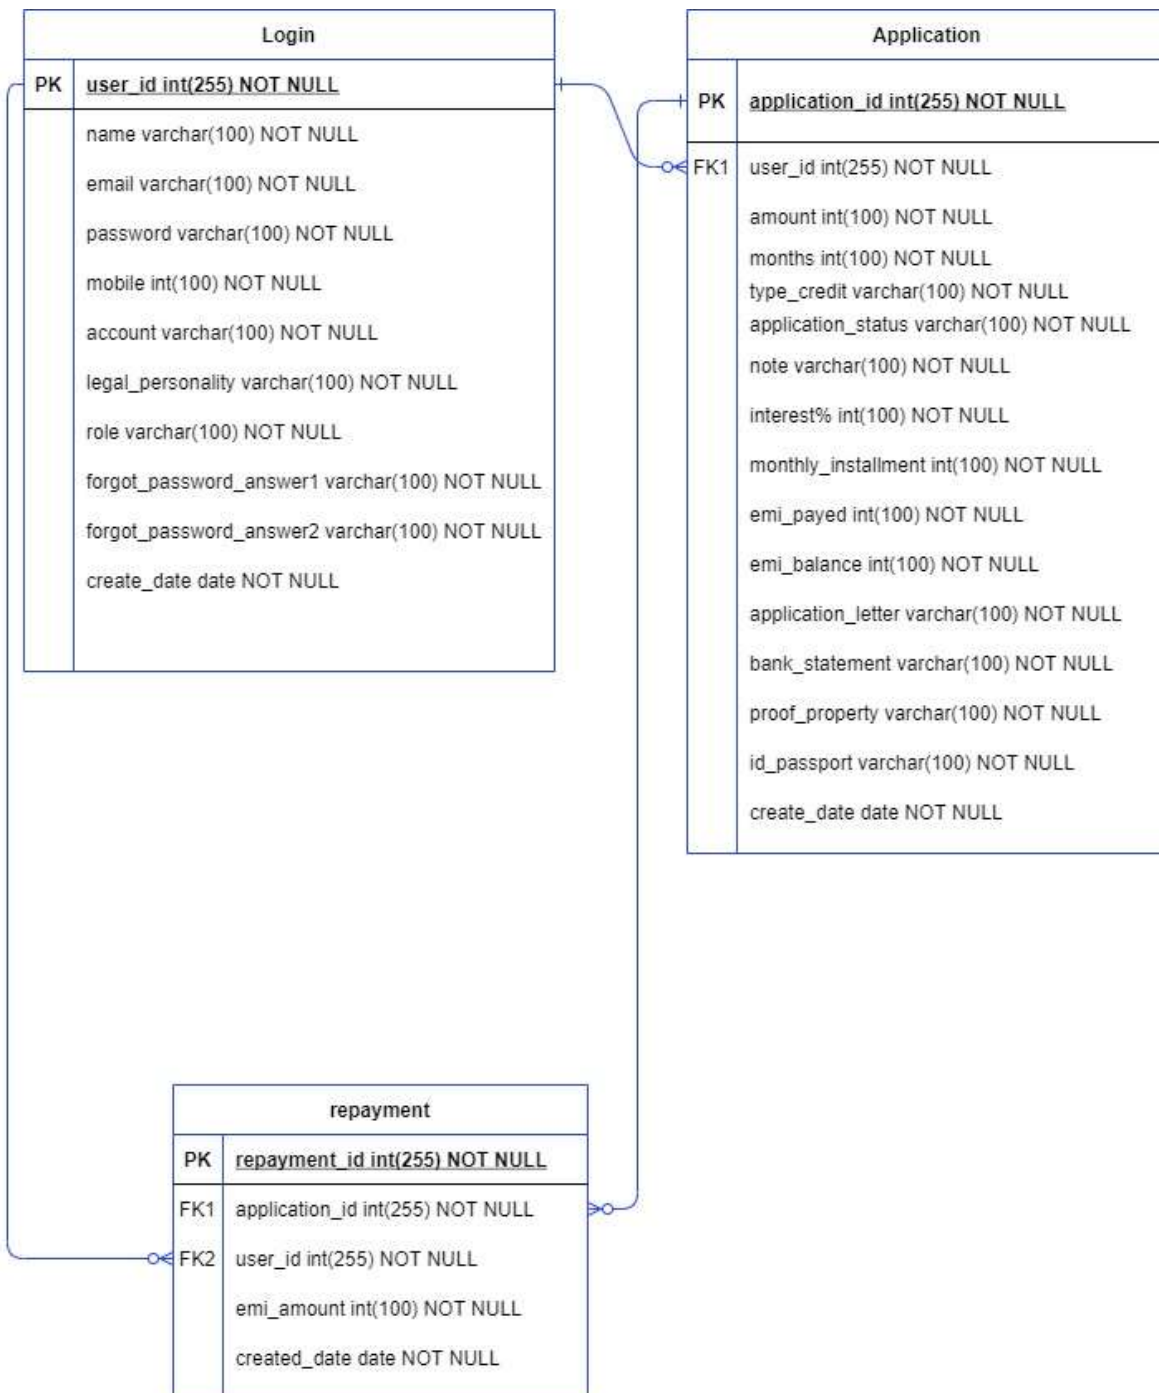 Login
PK user_id int(255) NOT NULL
name varchar(100) NOT NULL
email varchar(100) NOT NULL
password varchar(100) NOT NULL
mobile int(100) NOT NULL
account varchar(100) NOT NULL
legal_personality varchar(100) NOT NULL
role varchar(100) NOT NULL
forgot_password_answer1 varchar(100) NOT NULL
forgot_password_answer2 varchar(100) NOT NULL
create_date date NOT NULL
Application
PK application_id int(255) NOT NULL
FK1 user_id int(255) NOT NULL
amount int(100) NOT NULL
months int(100) NOT NULL
type_credit varchar(100) NOT NULL
application_status varchar(100) NOT NULL
note varchar(100) NOT NULL
interest% int(100) NOT NULL
monthly_installment int(100) NOT NULL
emi_payed int(100) NOT NULL
emi_balance int(100) NOT NULL
application_letter varchar(100) NOT NULL
bank_statement varchar(100) NOT NULL
proof_property varchar(100) NOT NULL
id_passport varchar(100) NOT NULL
create_date date NOT NULL
repayment
PK repayment_id int(255) NOT NULL
FK1 application_id int(255) NOT NULL
FK2 user_id int(255) NOT NULL
emi_amount int(100) NOT NULL
created_date date NOT NULL